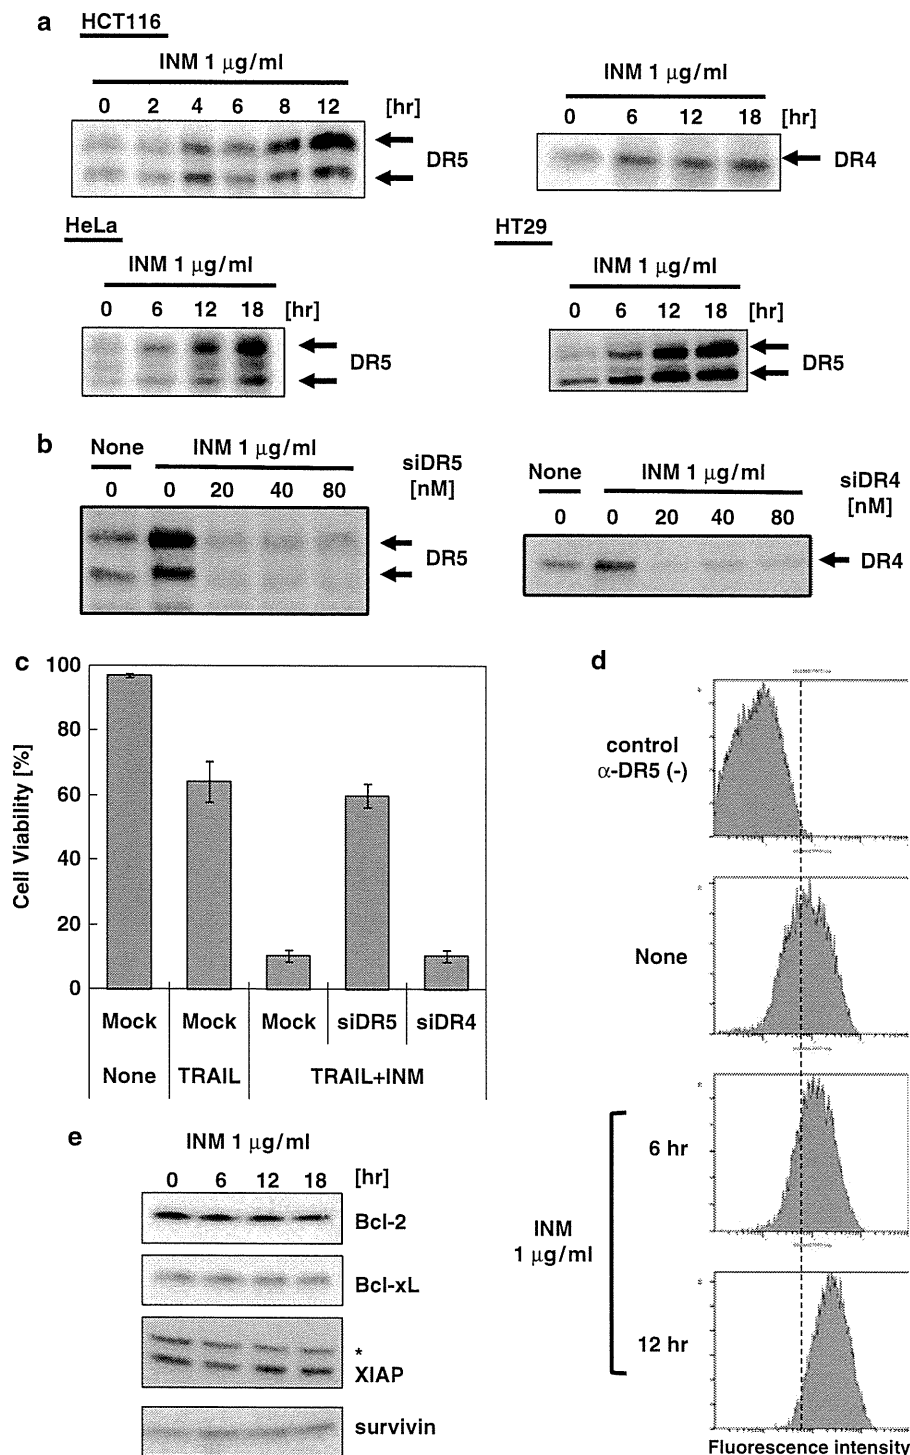 a
HCT116
INM 1 μg/ml
0 2 4 6 8 12 [hr]
DR5
INM 1 μg/ml
0 6 12 18 [hr]
DR4
HeLa
INM 1 μg/ml
0 6 12 18 [hr]
DR5
HT29
INM 1 μg/ml
0 6 12 18 [hr]
DR5
b
None INM 1 μg/ml siDR5
0 0 20 40 80 [nM]
DR5
None INM 1 μg/ml siDR4
0 0 20 40 80 [nM]
DR4
c
Cell Viability [%]
100
80
60
40
20
0
Mock Mock Mock siDR5 siDR4
None TRAIL TRAIL+INM
d
control
α-DR5 (-)
None
INM
1 μg/ml
6 hr
12 hr
Fluorescence intensity
e
INM 1 μg/ml
0 6 12 18 [hr]
Bcl-2
Bcl-xL
*
XIAP
survivin